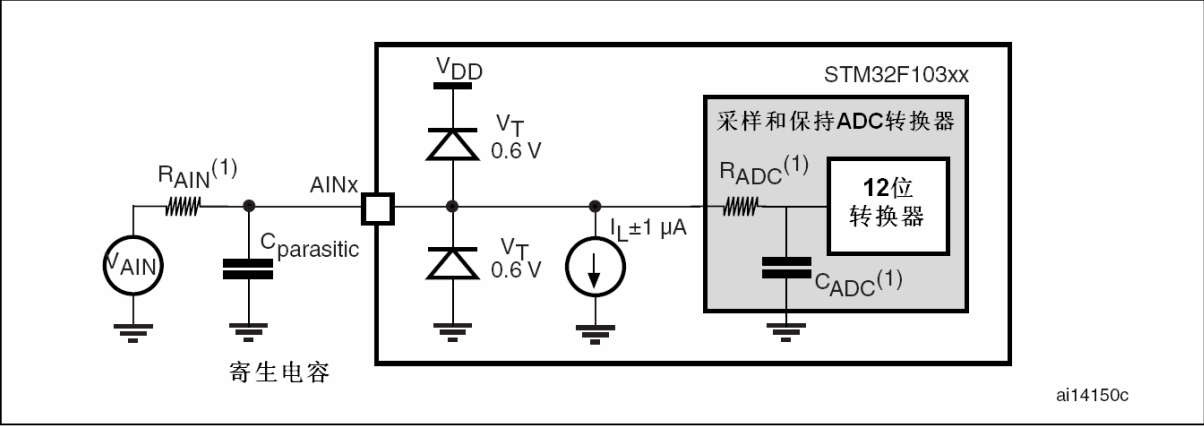 VDD
STM32F103xx
采样和保持ADC转换器
VT
0.6 V
RAIN(1)
AINx
RADC(1)
12位
转换器
IL±1 µA
VAIN
Cparasitic
VT
0.6 V
CADC(1)
寄生电容
ai14150c